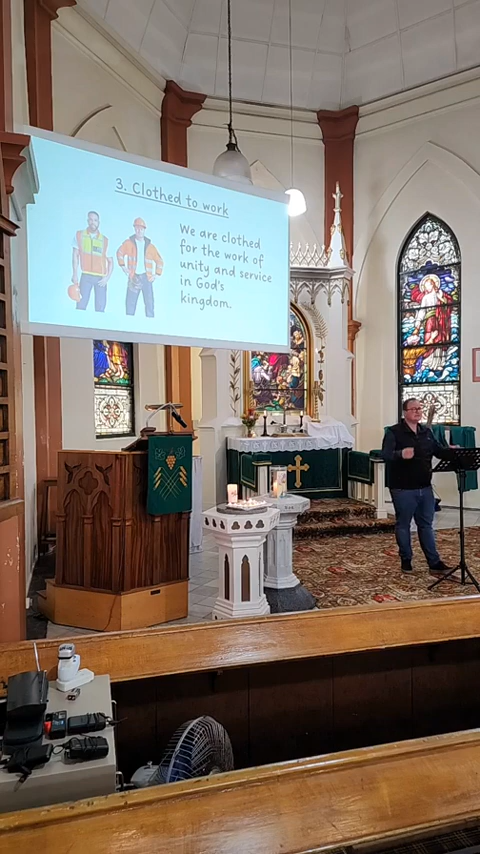 3. Clothed to work
We are clothed
for the work of
unity and service
in God's
kingdom.